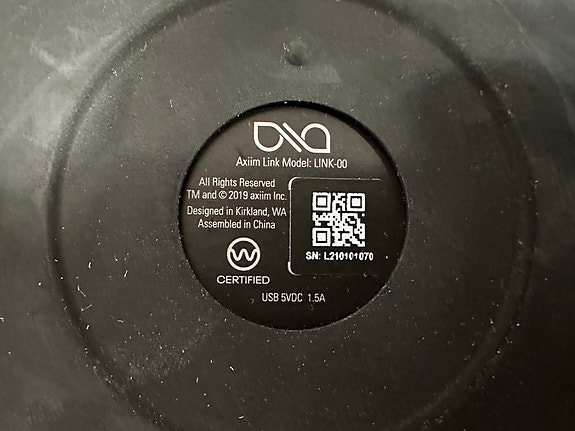 Axiim Link Model: LINK-00
All Rights Reserved
TM and © 2019 axiim Inc.
Designed in Kirkland, WA
Assembled in China
CERTIFIED
SN: L210101070
USB 5VDC 1.5A